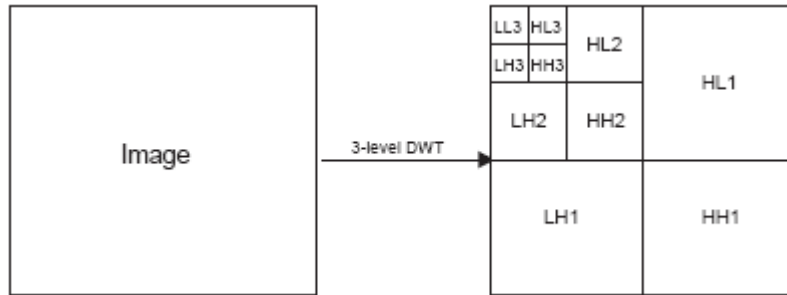 Image
3-level DWT
LL3 HL3
LH3 HH3
HL2
HL1
LH2
HH2
LH1
HH1